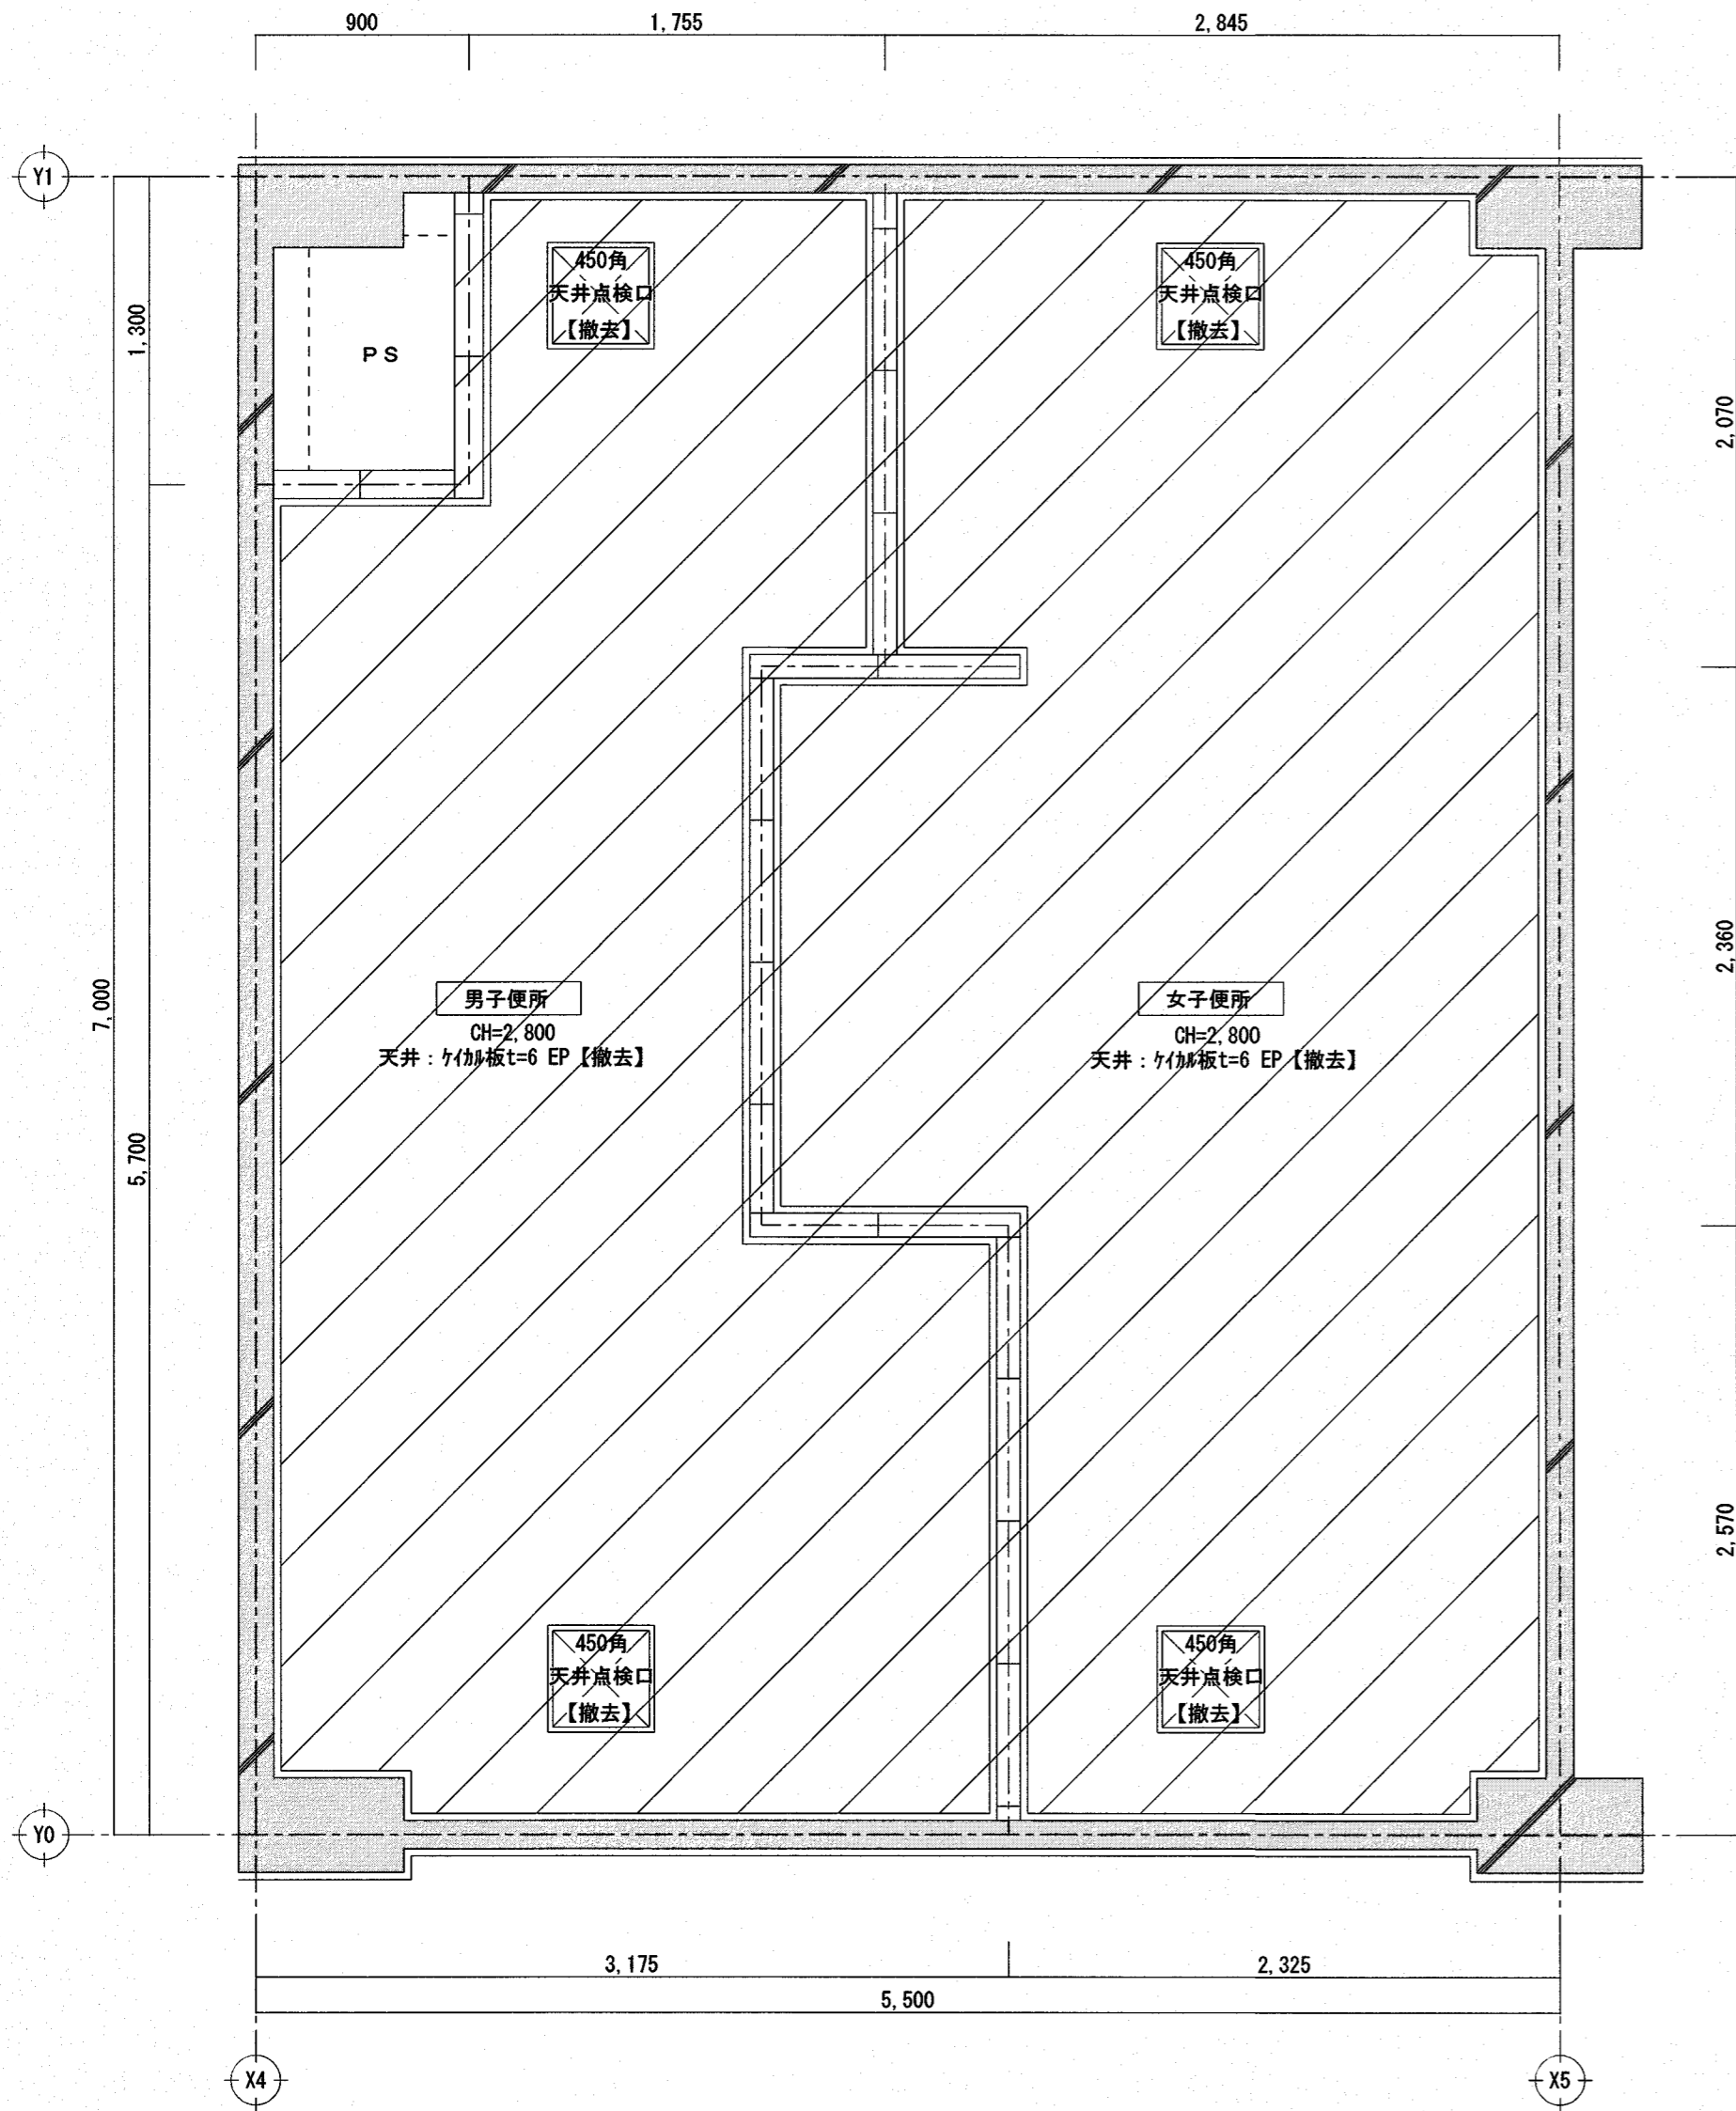 900
1,755
2,845
Y1
450角
天井点検口
【撤去】
450角
天井点検口
【撤去】
1,300
PS
2,070
男子便所
CH=2,800
天井：ｹｲｶﾙ板t=6 EP【撤去】
女子便所
CH=2,800
天井：ｹｲｶﾙ板t=6 EP【撤去】
7,000
2,360
5,700
2,570
450角
天井点検口
【撤去】
450角
天井点検口
【撤去】
Y0
3,175
2,325
5,500
X4
X5